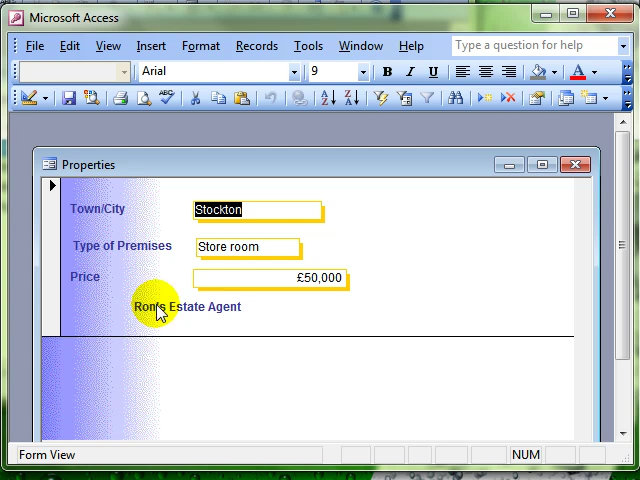 Microsoft Access
File Edit View Insert Format Records Tools Window Help Type a question for help
Arial 9 B I U A
ABC A Z Z A
Properties
Town/City Stockton
Type of Premises Store room
Price £50,000
Ron's Estate Agent
Form View NUM